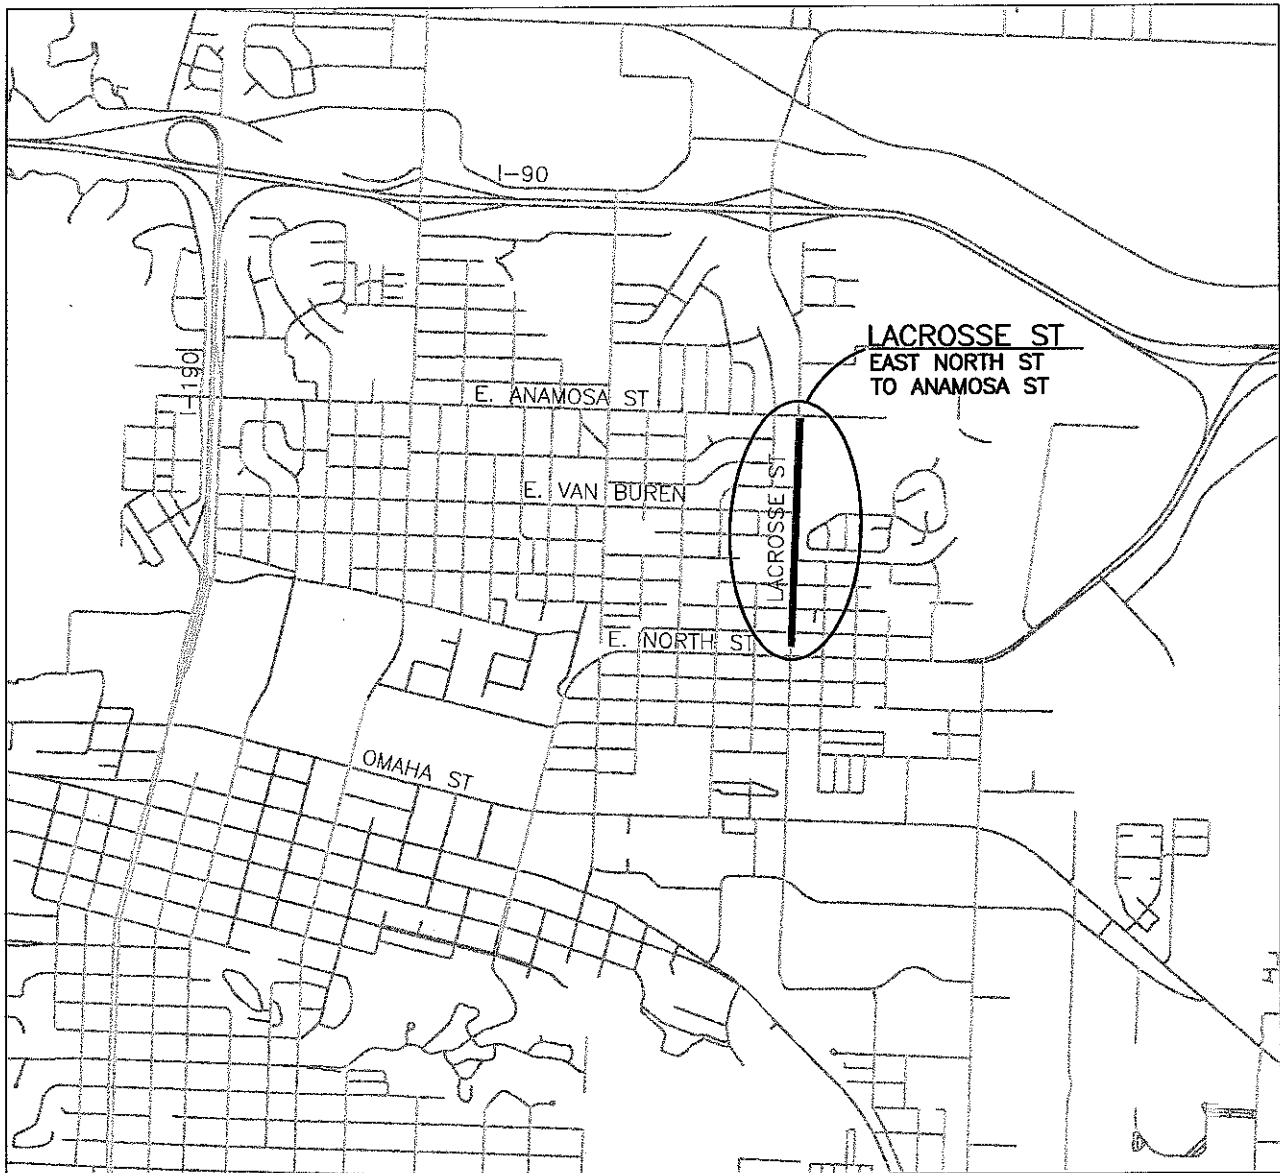 I-90
LACROSSE ST
EAST NORTH ST
TO ANAMOSA ST
I-190
E. ANAMOSA ST
E. VAN BUREN
LACROSSE ST
E. NORTH ST
OMAHA ST